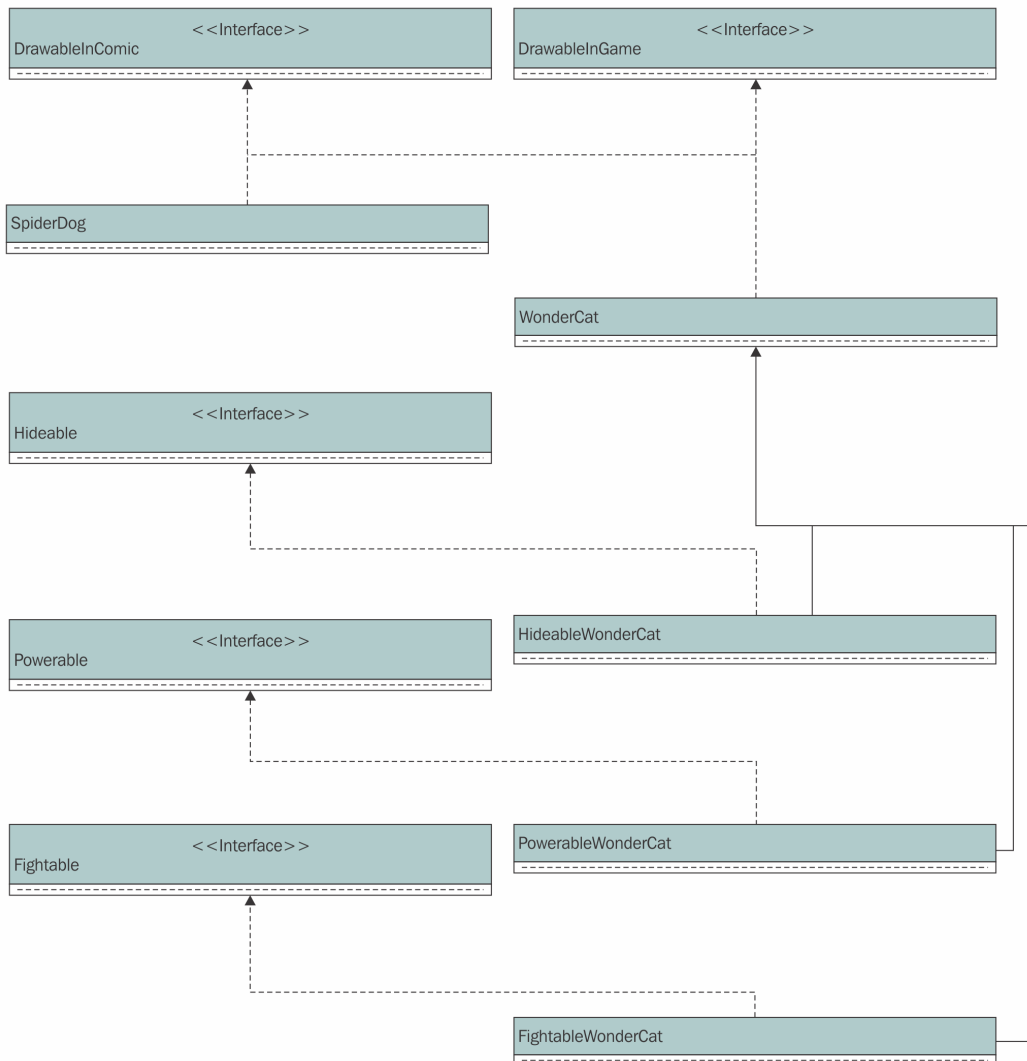 <<Interface>>
DrawableInComic
<<Interface>>
DrawableInGame
SpiderDog
WonderCat
<<Interface>>
Hideable
<<Interface>>
Powerable
HideableWonderCat
<<Interface>>
Fightable
PowerableWonderCat
FightableWonderCat